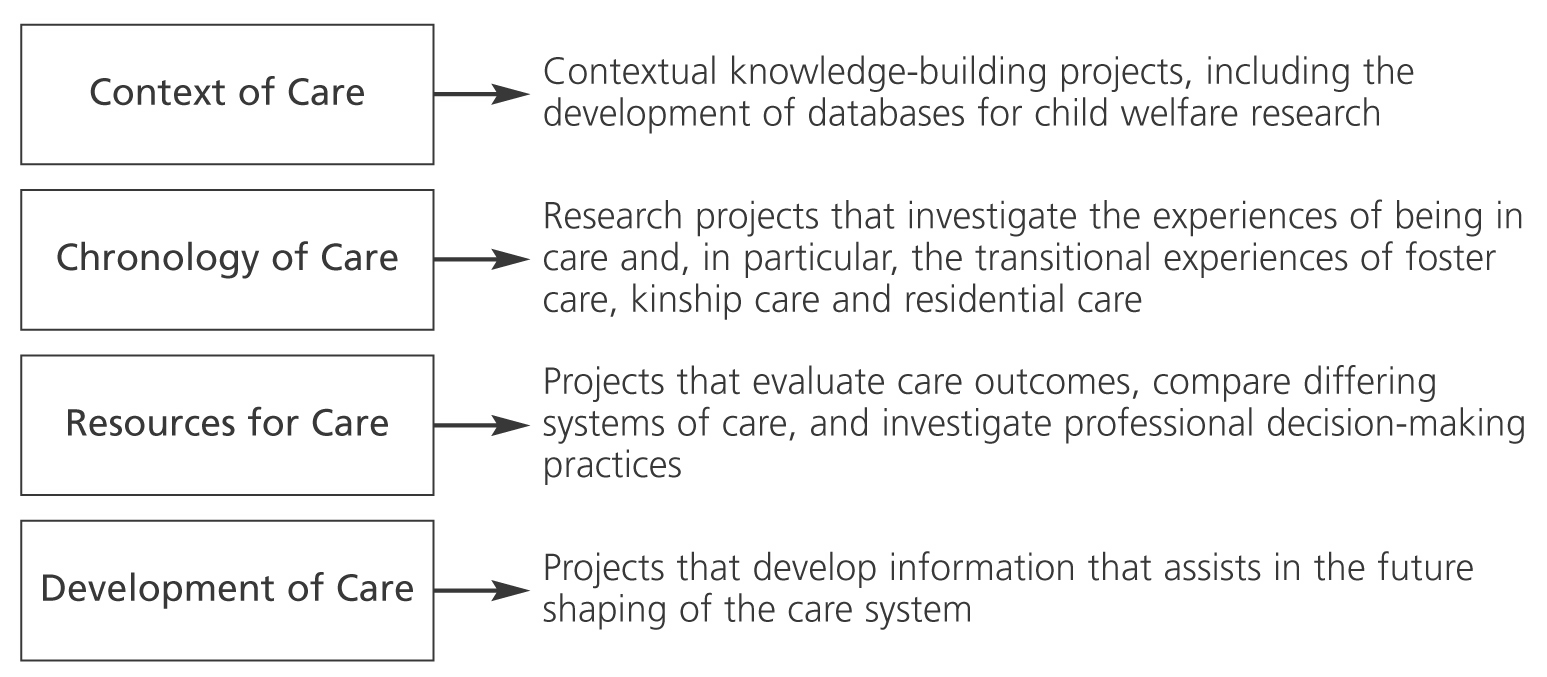 Context of Care
Contextual knowledge-building projects, including the
development of databases for child welfare research
Chronology of Care
Research projects that investigate the experiences of being in
care and, in particular, the transitional experiences of foster
care, kinship care and residential care
Resources for Care
Projects that evaluate care outcomes, compare differing
systems of care, and investigate professional decision-making
practices
Development of Care
Projects that develop information that assists in the future
shaping of the care system